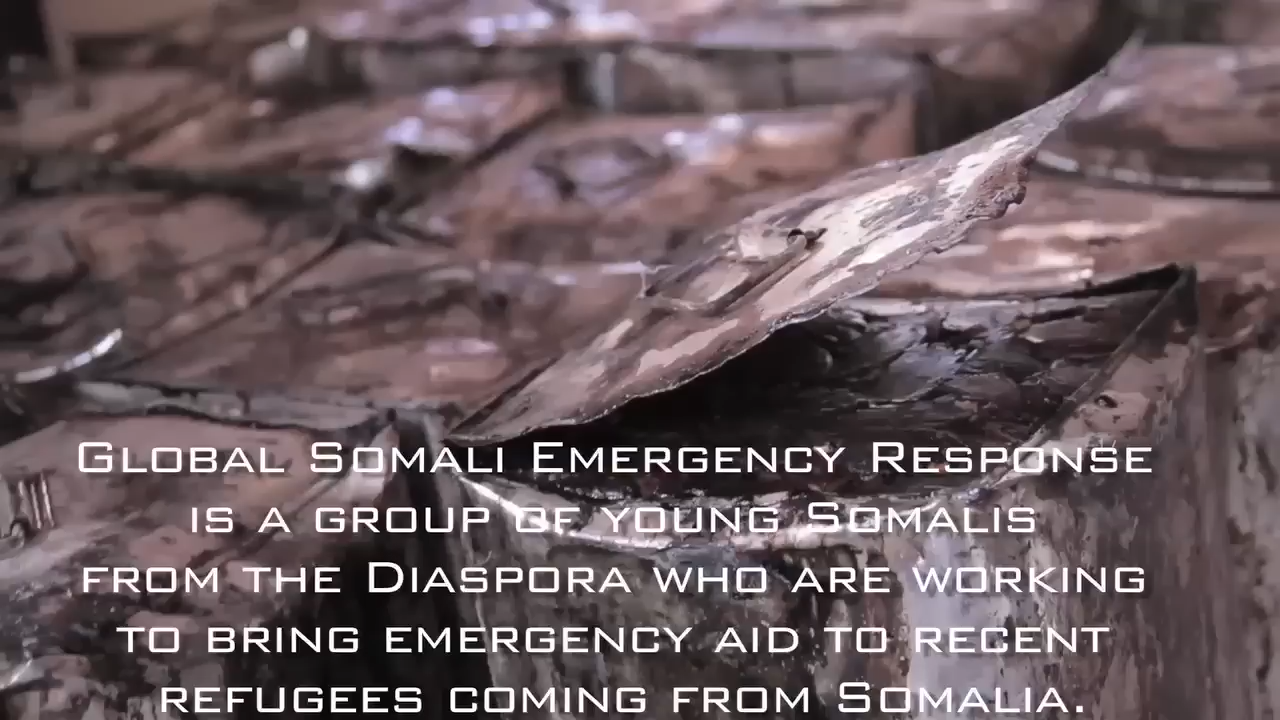 Global Somali Emergency Response
is a group of young Somalis
from the Diaspora who are working
to bring emergency aid to recent
refugees coming from Somalia.